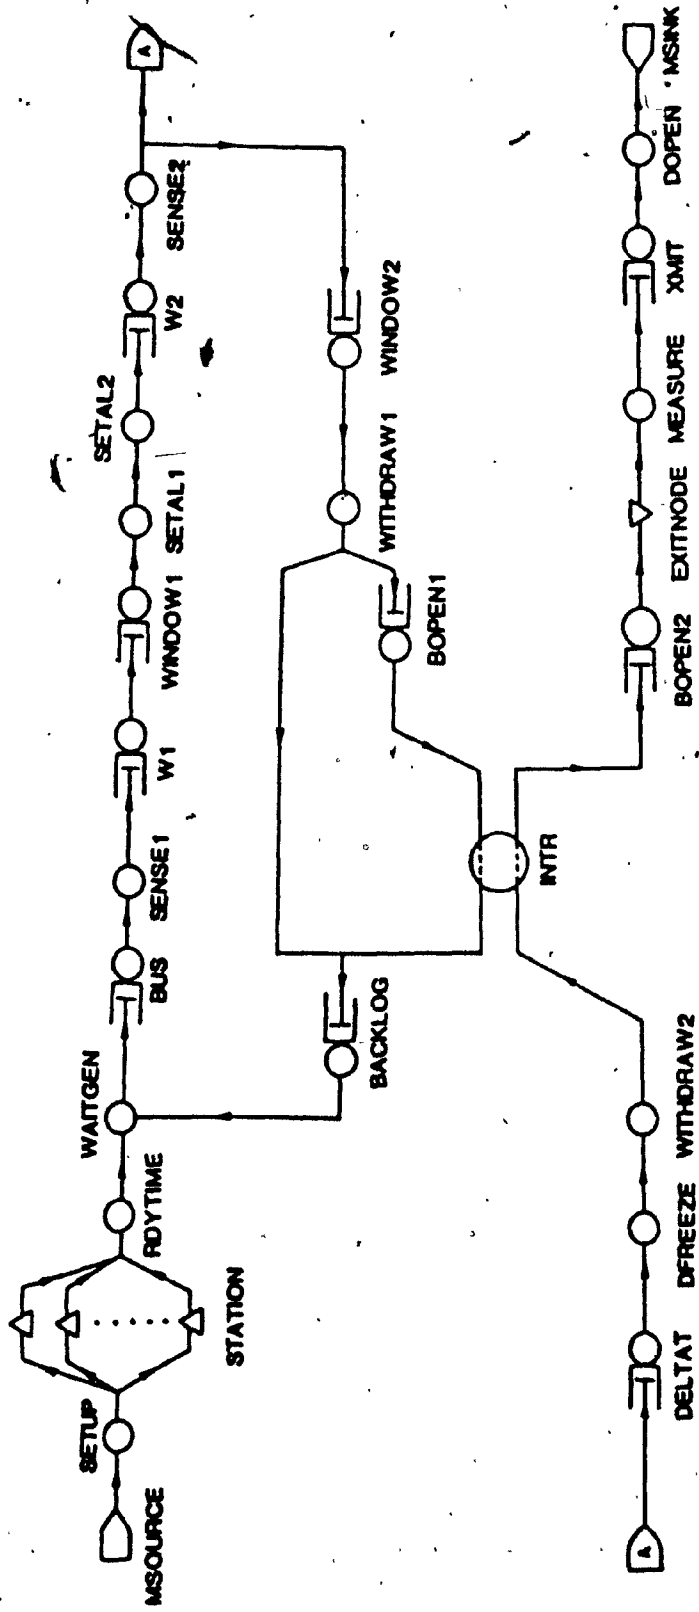 MSOURCE
SETUP
STATION
RDYTIME
WAITGEN
BUS
SENSE1
W1
WINDOW1
SETAL1
SETAL2
W2
SENSE2
A
BACKLOG
INTR
BOPEN1
WITHDRAW1
WINDOW2
A
DELTAT
DFREEZE
WITHDRAW2
BOPEN2
EXITNODE
MEASURE
XMIT
DOPEN
MSINK